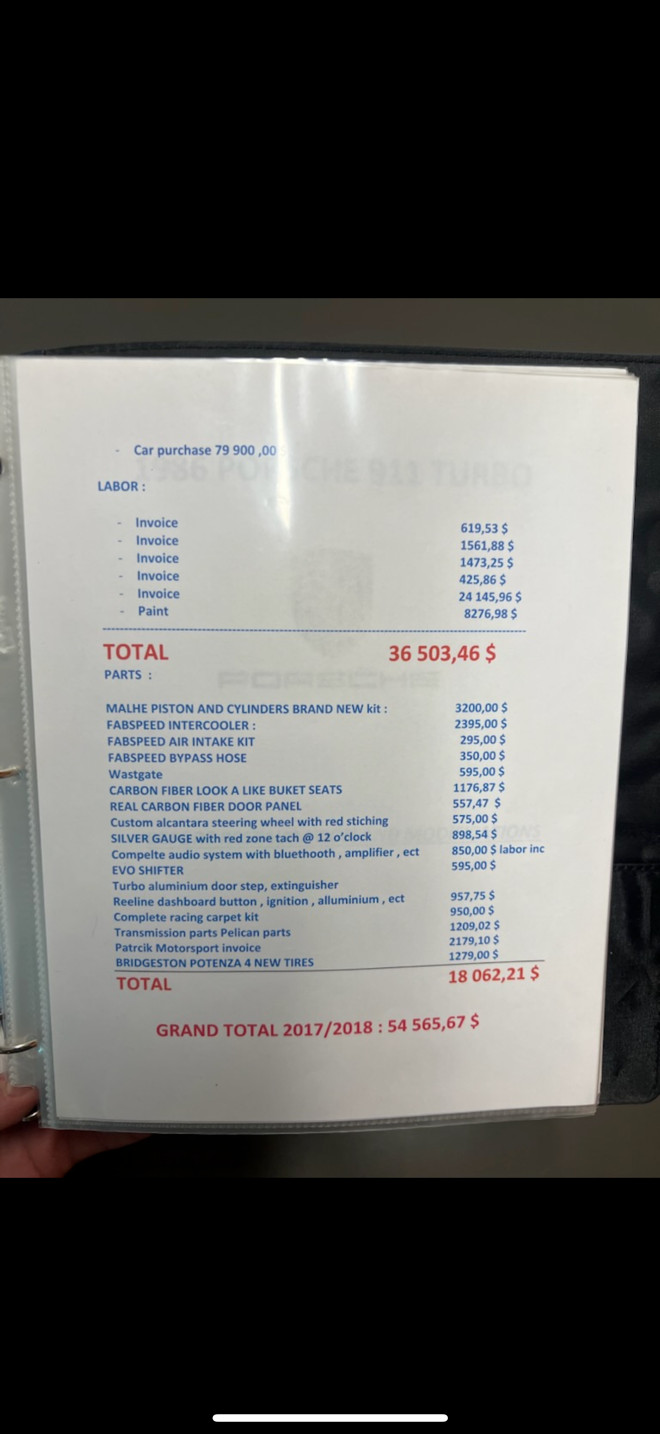 - Car purchase 79 900 ,00
1986 PORSCHE 911 TURBO
LABOR :
- Invoice 619,53 $
- Invoice 1561,88 $
- Invoice 1473,25 $
- Invoice 425,86 $
- Invoice 24 145,96 $
- Paint 8276,98 $
TOTAL 36 503,46 $
PARTS :
PORSCHE
MALHE PISTON AND CYLINDERS BRAND NEW kit : 3200,00 $
FABSPEED INTERCOOLER : 2395,00 $
FABSPEED AIR INTAKE KIT 295,00 $
FABSPEED BYPASS HOSE 350,00 $
Wastgate 595,00 $
CARBON FIBER LOOK A LIKE BUKET SEATS 1176,87 $
REAL CARBON FIBER DOOR PANEL 557,47 $
Custom alcantara steering wheel with red stiching 575,00 $
SILVER GAUGE with red zone tach @ 12 o'clock 898,54 $
Compelte audio system with bluethooth , amplifier , ect 850,00 $ labor inc
EVO SHIFTER 595,00 $
Turbo aluminium door step, extinguisher
Reeline dashboard button , ignition , alluminium , ect 957,75 $
Complete racing carpet kit 950,00 $
Transmission parts Pelican parts 1209,02 $
Patrcik Motorsport invoice 2179,10 $
BRIDGESTON POTENZA 4 NEW TIRES 1279,00 $
TOTAL 18 062,21 $
GRAND TOTAL 2017/2018 : 54 565,67 $